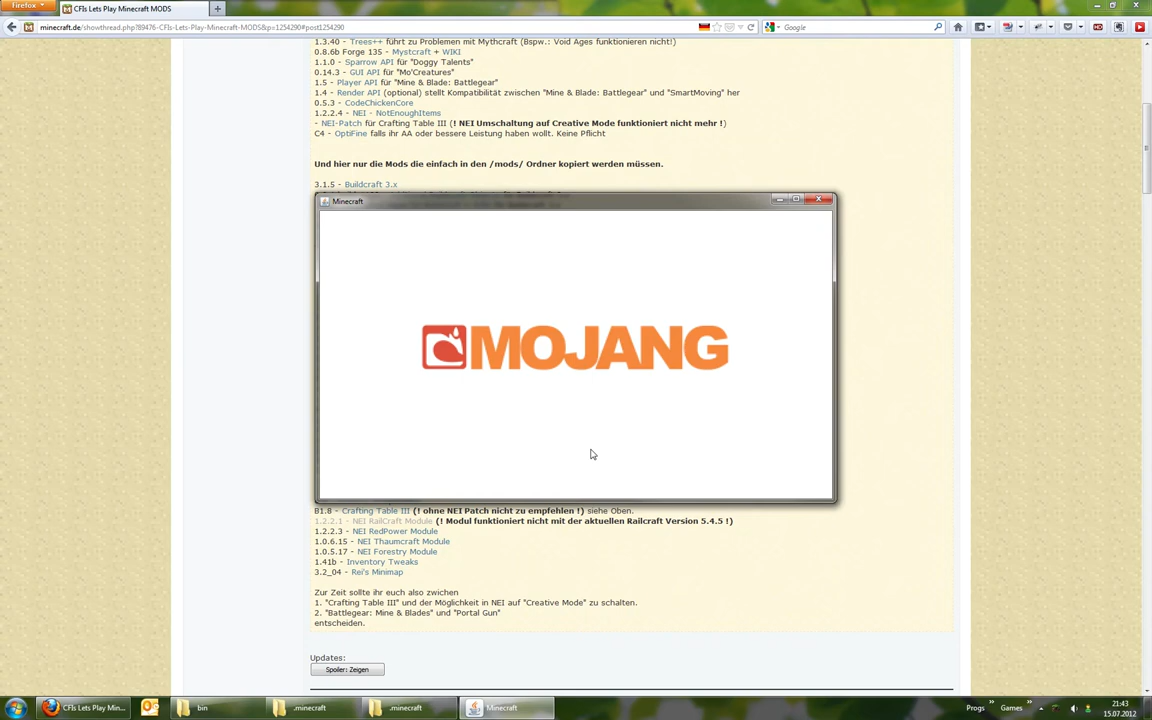 Firefox
CFIs Lets Play Minecraft MODS
minecraft.de/showthread.php?89476-CFIs-Lets-Play-Minecraft-MODS&p=1254290#post1254290
Google
1.3.40 - Trees++ führt zu Problemen mit Mythcraft (Bspw.: Void Ages funktionieren nicht!)
0.8.6b Forge 135 - Mystcraft + WIKI
1.1.0 - Sparrow API für "Doggy Talents"
0.14.3 - GUI API für "Mo'Creatures"
1.5 - Player API für "Mine & Blade: Battlegear"
1.4 - Render API (optional) stellt Kompatibilität zwischen "Mine & Blade: Battlegear" und "SmartMoving" her
0.5.3 - CodeChickenCore
1.2.2.4 - NEI - NotEnoughItems
- NEI-Patch für Crafting Table III (! NEI Umschaltung auf Creative Mode funktioniert nicht mehr !)
C4 - OptiFine falls ihr AA oder bessere Leistung haben wollt. Keine Pflicht
Und hier nur die Mods die einfach in den /mods/ Ordner kopiert werden müssen.
3.1.5 - Buildcraft 3.x
Minecraft
MOJANG
B1.8 - Crafting Table III (! ohne NEI Patch nicht zu empfehlen !) siehe Oben.
1.2.2.1 - NEI RailCraft Module (! Modul funktioniert nicht mit der aktuellen Railcraft Version 5.4.5 !)
1.2.2.3 - NEI RedPower Module
1.0.6.15 - NEI Thaumcraft Module
1.0.5.17 - NEI Forestry Module
1.41b - Inventory Tweaks
3.2_04 - Rei's Minimap
Zur Zeit sollte ihr euch also zwichen
1. "Crafting Table III" und der Möglichkeit in NEI auf "Creative Mode" zu schalten.
2. "Battlegear: Mine & Blades" und "Portal Gun"
entscheiden.
Updates:
Spoiler: Zeigen
CFIs Lets Play Min...
bin
.minecraft
.minecraft
Minecraft
Progs
Games
21:43
15.07.2012